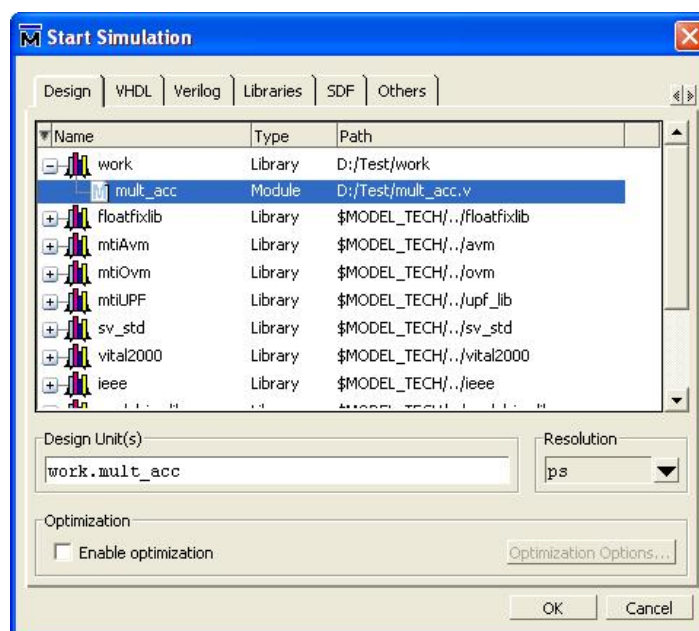 Start Simulation
Design VHDL Verilog Libraries SDF Others
Name Type Path
work Library D:/Test/work
mult_acc Module D:/Test/mult_acc.v
floatfixlib Library $MODEL_TECH/../floatfixlib
mtiAvm Library $MODEL_TECH/../avm
mtiOvm Library $MODEL_TECH/../ovm
mtiUPF Library $MODEL_TECH/../upf_lib
sv_std Library $MODEL_TECH/../sv_std
vital2000 Library $MODEL_TECH/../vital2000
ieee Library $MODEL_TECH/../ieee
Design Unit(s) Resolution
work.mult_acc ps
Optimization
Enable optimization Optimization Options...
OK Cancel